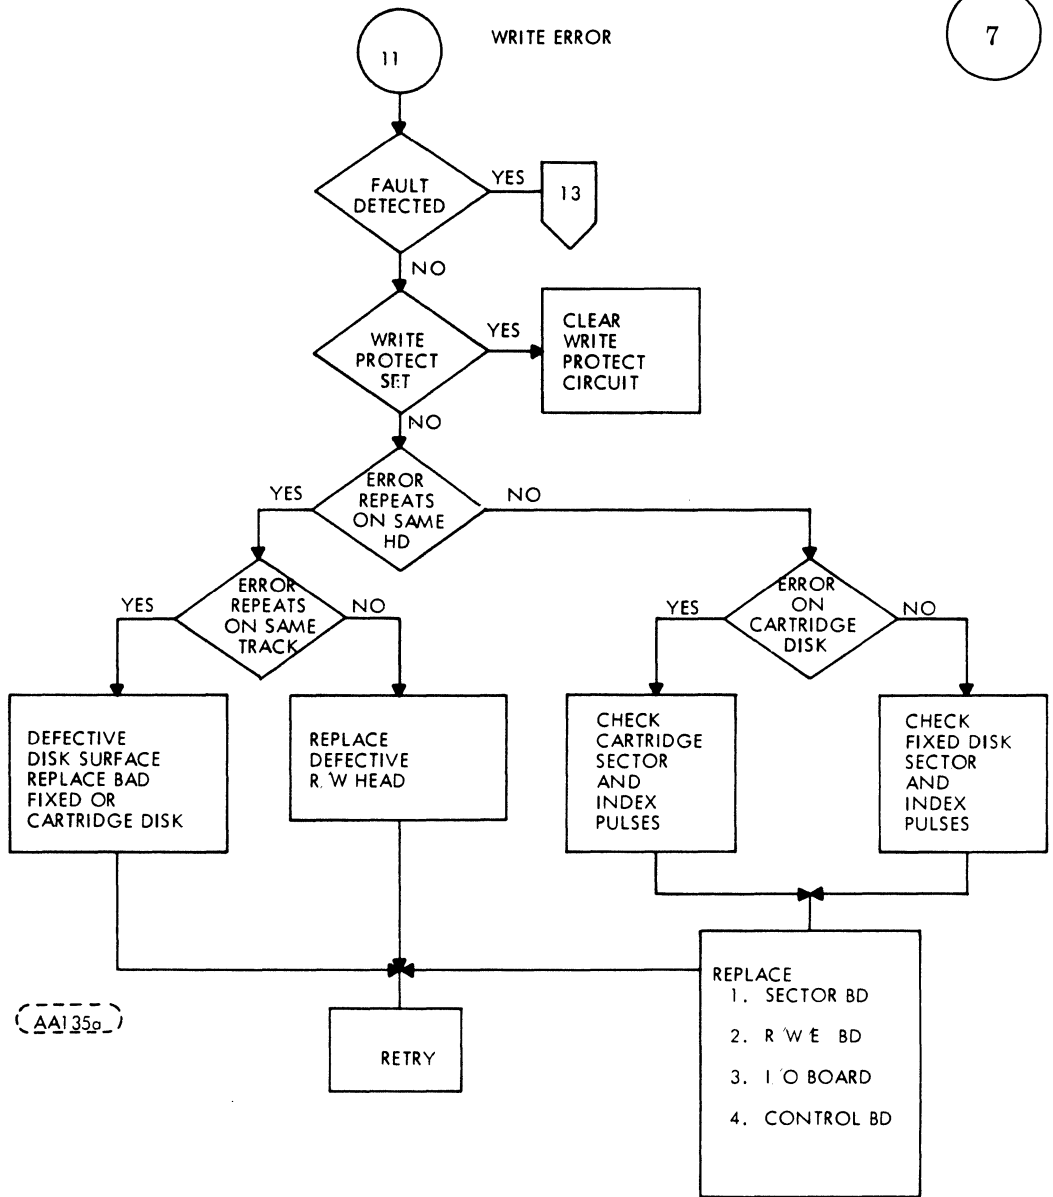 WRITE ERROR
7
11
FAULT
DETECTED
YES
13
NO
WRITE
PROTECT
SET
YES
CLEAR
WRITE
PROTECT
CIRCUIT
NO
ERROR
REPEATS
ON SAME
HD
YES
NO
ERROR
REPEATS
ON SAME
TRACK
YES
NO
ERROR
ON
CARTRIDGE
DISK
YES
NO
DEFECTIVE
DISK SURFACE
REPLACE BAD
FIXED OR
CARTRIDGE DISK
REPLACE
DEFECTIVE
R/W HEAD
CHECK
CARTRIDGE
SECTOR
AND
INDEX
PULSES
CHECK
FIXED DISK
SECTOR
AND
INDEX
PULSES
REPLACE
1. SECTOR BD
2. R/W/E BD
3. I/O BOARD
4. CONTROL BD
RETRY
AA135a